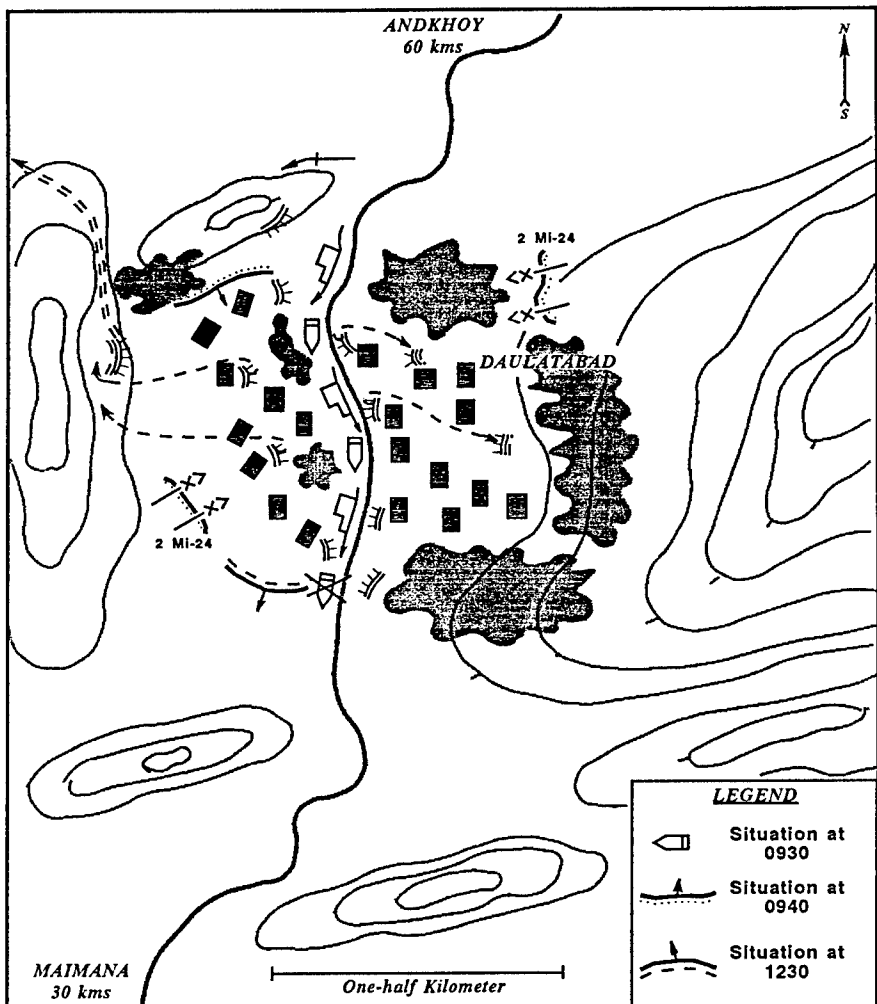 ANDKHOY
60 kms
N
S
2 Mi-24
DAULATABAD
2 Mi-24
MAIMANA
30 kms
One-half Kilometer
LEGEND
Situation at
0930
Situation at
0940
Situation at
1230